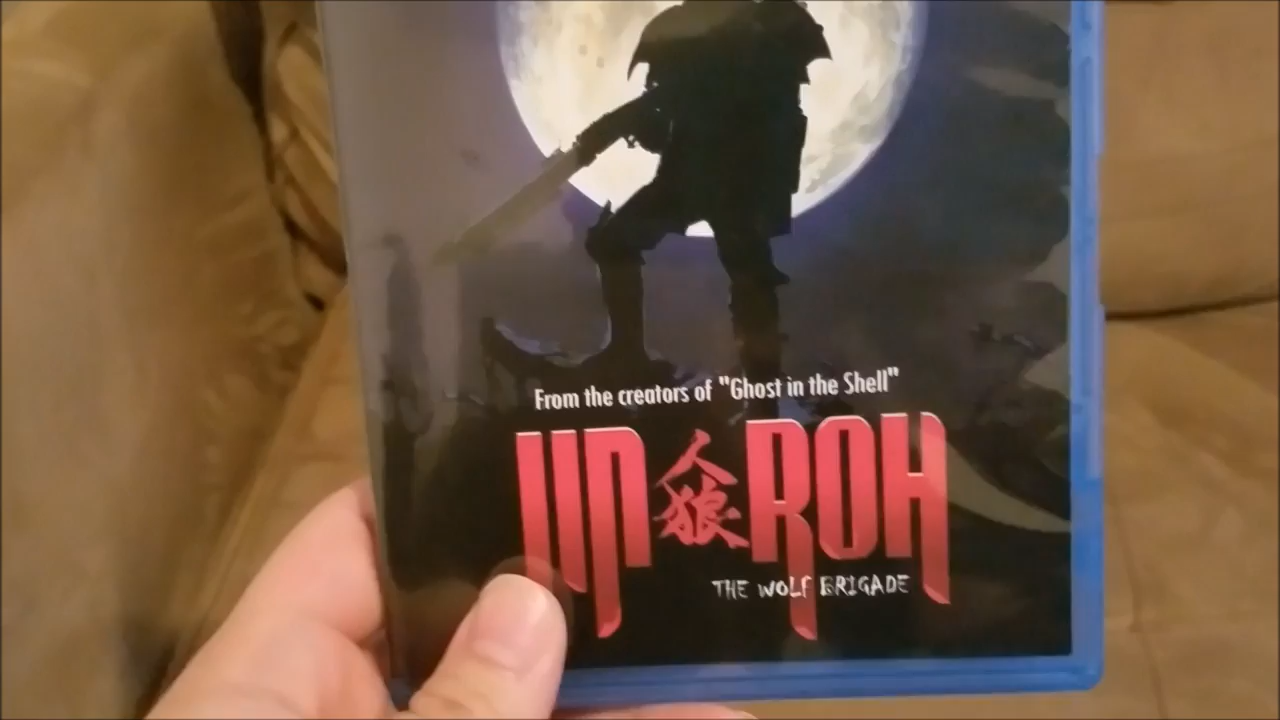 From the creators of "Ghost in the Shell"
JIN人狼ROH
THE WOLF BRIGADE